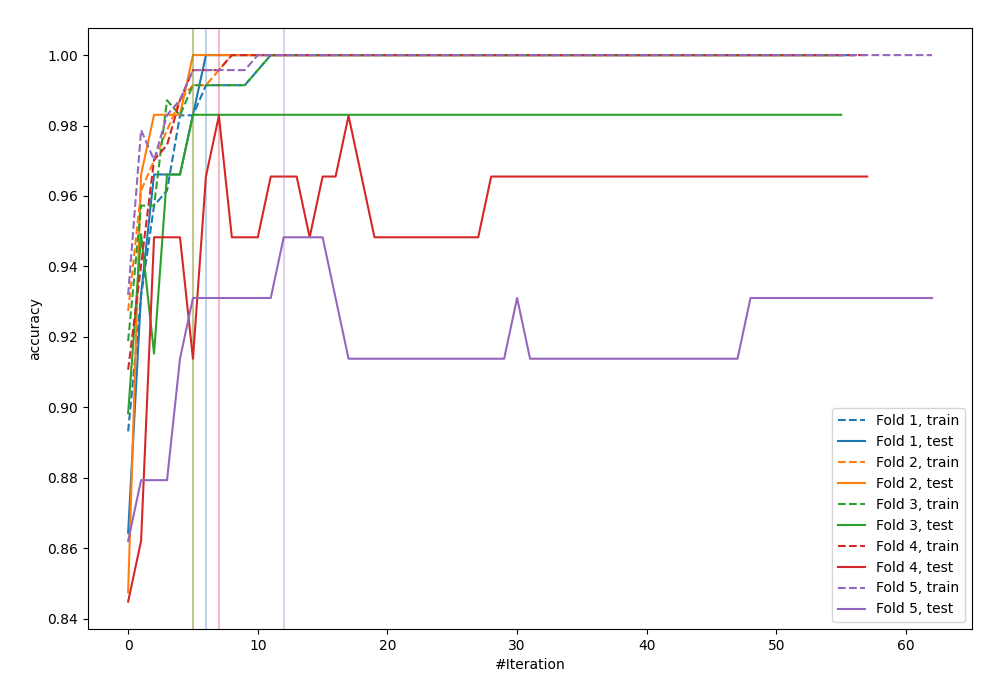 1.00
0.98
0.96
0.94
0.92
0.90
0.88
0.86
0.84
accuracy
0 10 20 30 40 50 60
#Iteration
Fold 1, train
Fold 1, test
Fold 2, train
Fold 2, test
Fold 3, train
Fold 3, test
Fold 4, train
Fold 4, test
Fold 5, train
Fold 5, test